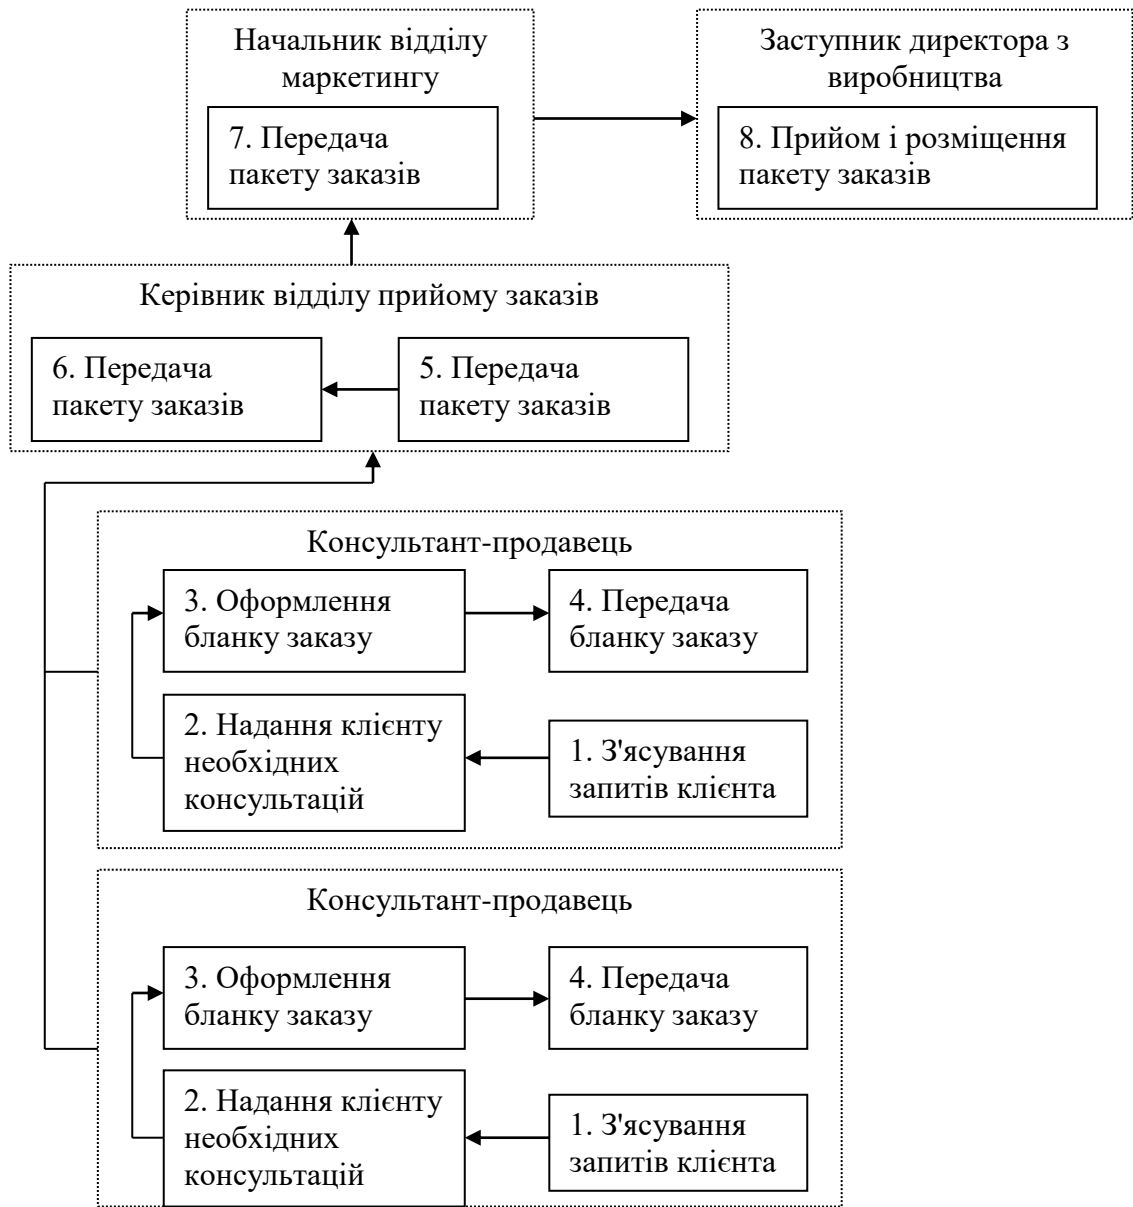 Начальник відділу
маркетингу
7. Передача
пакету заказів
Заступник директора з
виробництва
8. Прийом і розміщення
пакету заказів
Керівник відділу прийому заказів
6. Передача
пакету заказів
5. Передача
пакету заказів
Консультант-продавець
3. Оформлення
бланку заказу
4. Передача
бланку заказу
2. Надання клієнту
необхідних
консультацій
1. З'ясування
запитів клієнта
Консультант-продавець
3. Оформлення
бланку заказу
4. Передача
бланку заказу
2. Надання клієнту
необхідних
консультацій
1. З'ясування
запитів клієнта